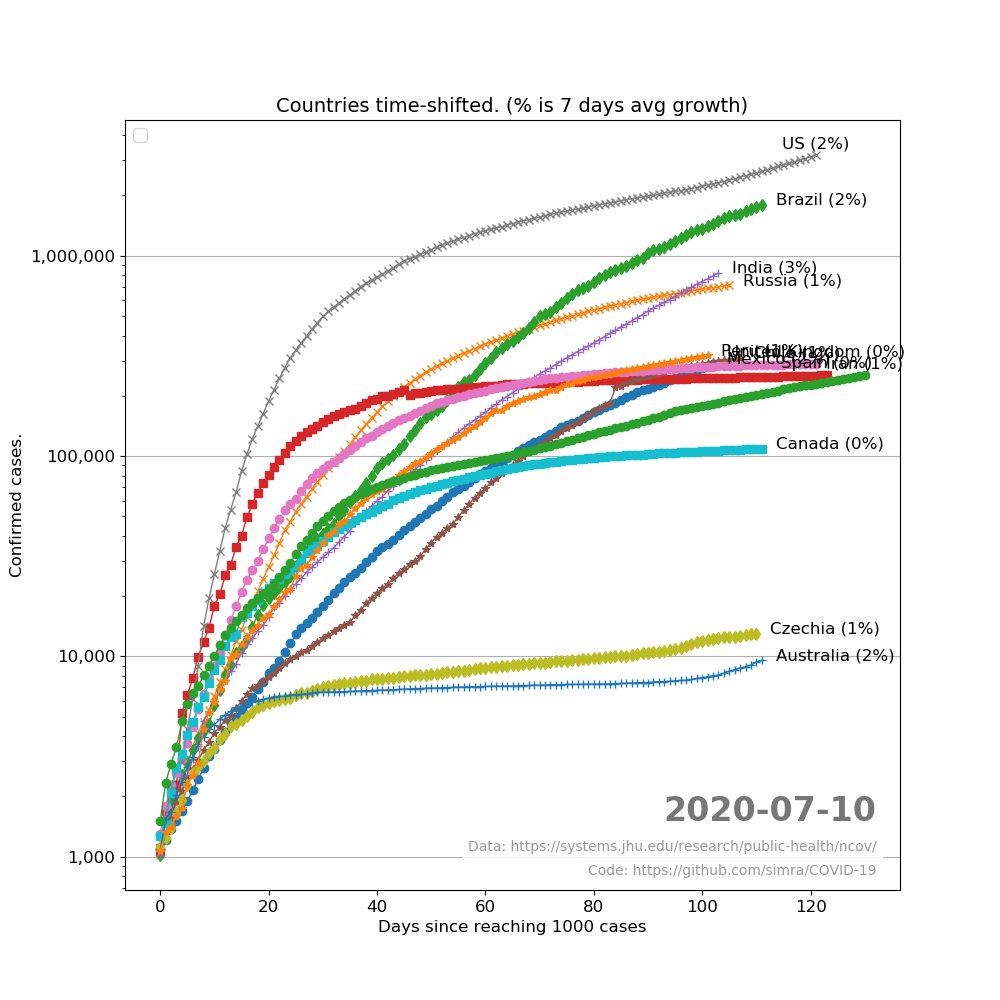 Countries time-shifted. (% is 7 days avg growth)
US (2%)
Brazil (2%)
1,000,000
India (3%)
Russia (1%)
Canada (0%)
100,000
Confirmed cases.
Czechia (1%)
10,000
Australia (2%)
2020-07-10
Data: https://systems.jhu.edu/research/public-health/ncov/
1,000
Code: https://github.com/simra/COVID-19
0 20 40 60 80 100 120
Days since reaching 1000 cases